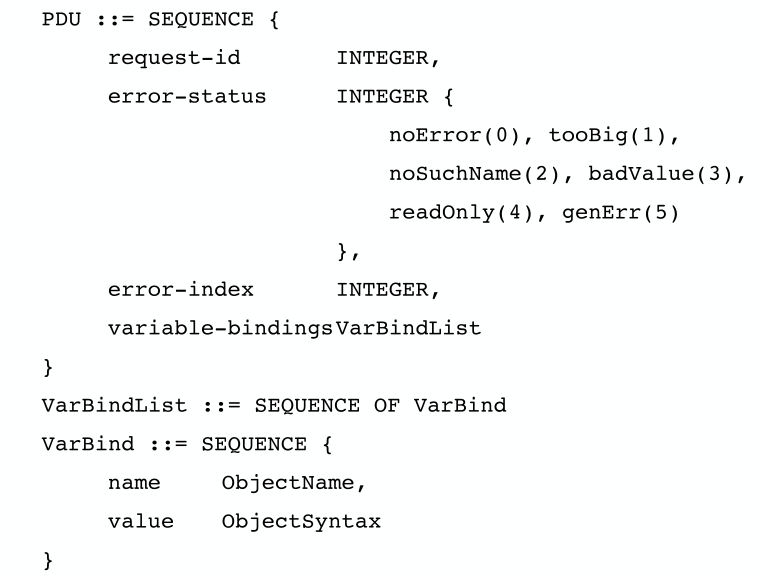 PDU ::= SEQUENCE {
request-id INTEGER,
error-status INTEGER {
noError(0), tooBig(1),
noSuchName(2), badValue(3),
readOnly(4), genErr(5)
},
error-index INTEGER,
variable-bindingsVarBindList
}
VarBindList ::= SEQUENCE OF VarBind
VarBind ::= SEQUENCE {
name ObjectName,
value ObjectSyntax
}